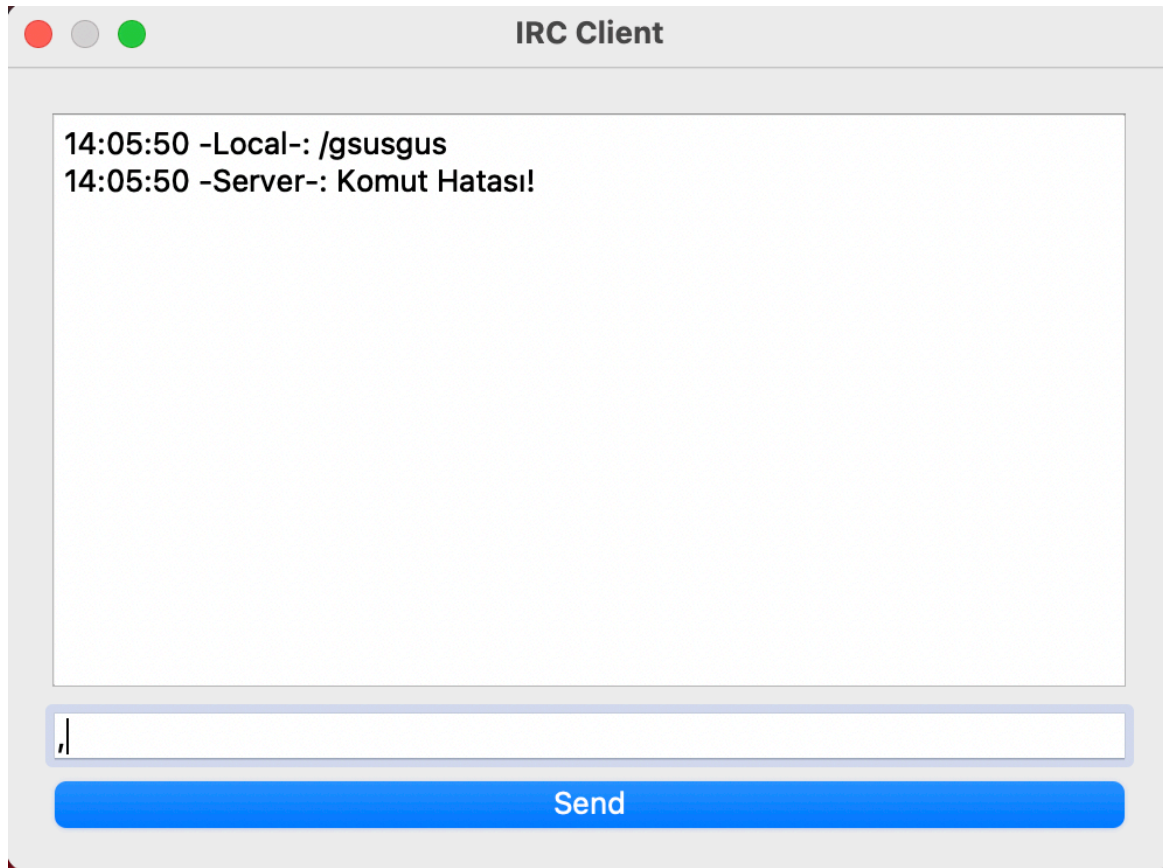 IRC Client
14:05:50 -Local-: /gsusgus
14:05:50 -Server-: Komut Hatası!
,
Send